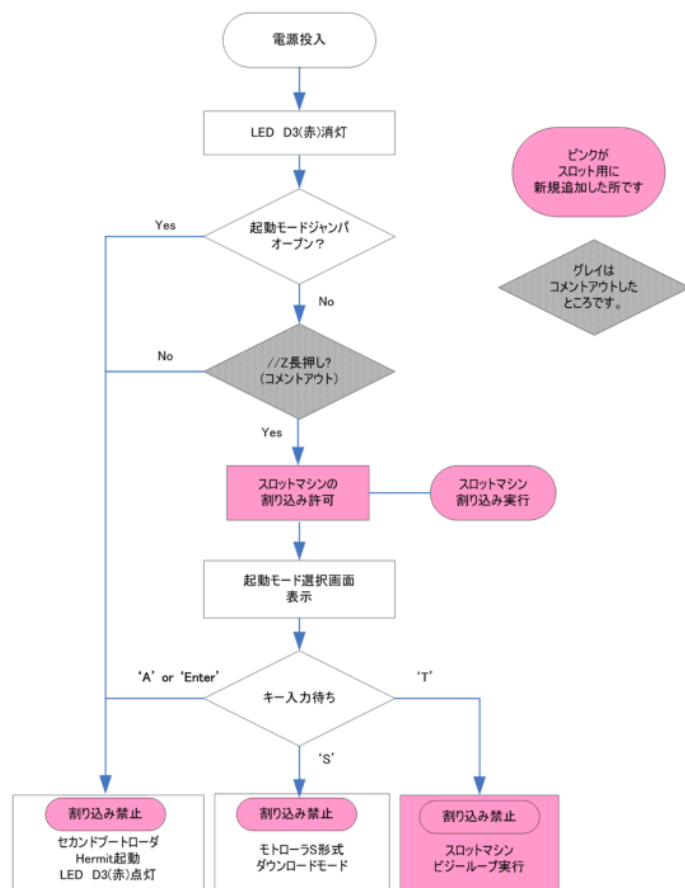 電源投入
LED D3(赤)消灯
ピンクが
スロット用に
新規追加した所です
起動モードジャンパ
オープン？
Yes
No
グレイは
コメントアウトした
ところです。
//Z長押し?
(コメントアウト)
No
Yes
スロットマシンの
割り込み許可
スロットマシン
割り込み実行
起動モード選択画面
表示
キー入力待ち
‘A’ or ‘Enter’
‘T’
‘S’
割り込み禁止
セカンドブートローダ
Hermit起動
LED D3(赤)点灯
割り込み禁止
モトローラS形式
ダウンロードモード
割り込み禁止
スロットマシン
ビジーループ実行